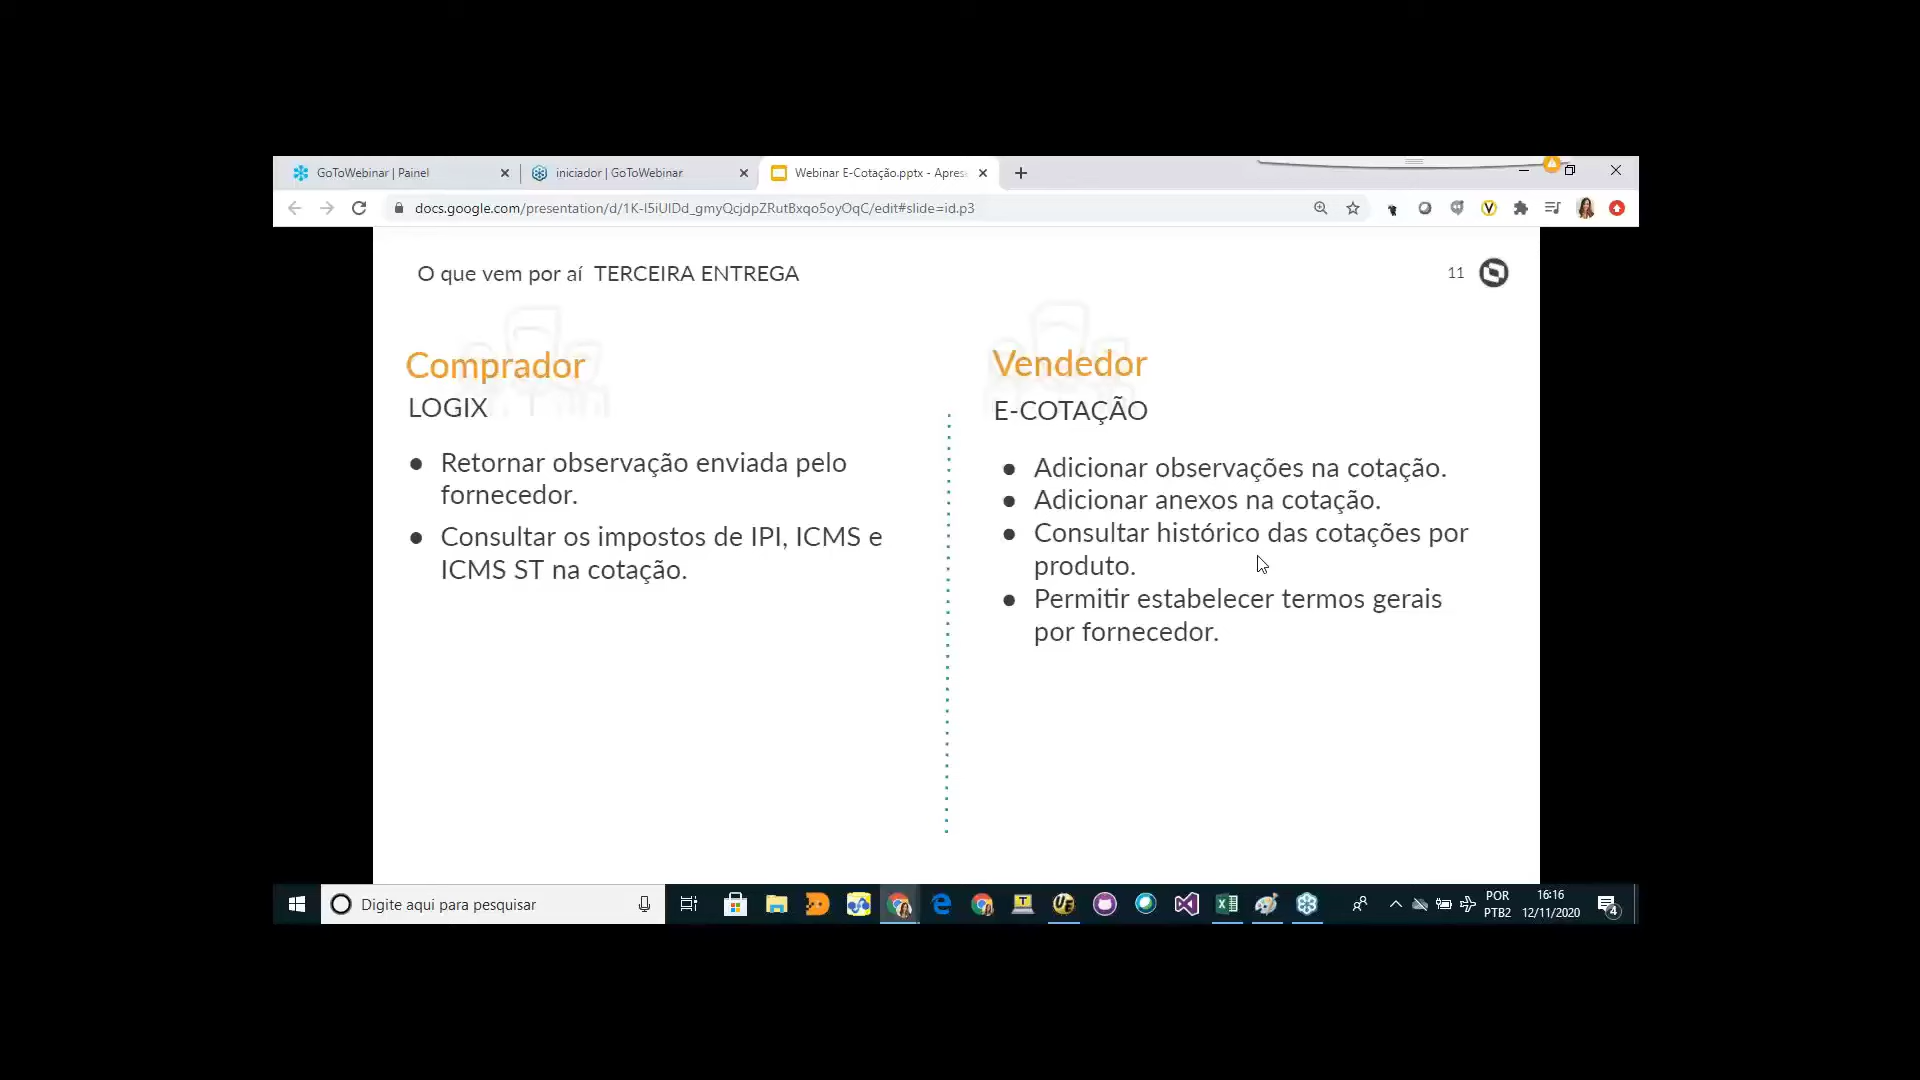 GoToWebinar | Painel
iniciador | GoToWebinar
Webinar E-Cotação.pptx - Apres
docs.google.com/presentation/d/1K-I5iUIDd_gmyQcjdpZRutBxqo5oyOqC/edit#slide=id.p3
O que vem por aí TERCEIRA ENTREGA
11
Comprador
LOGIX
● Retornar observação enviada pelo
fornecedor.
● Consultar os impostos de IPI, ICMS e
ICMS ST na cotação.
Vendedor
E-COTAÇÃO
● Adicionar observações na cotação.
● Adicionar anexos na cotação.
● Consultar histórico das cotações por
produto.
● Permitir estabelecer termos gerais
por fornecedor.
Digite aqui para pesquisar
POR
PTB2
16:16
12/11/2020
4